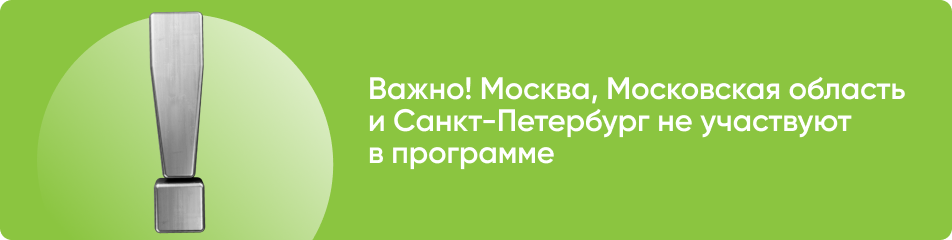 Важно! Москва, Московская область
и Санкт-Петербург не участвуют
в программе